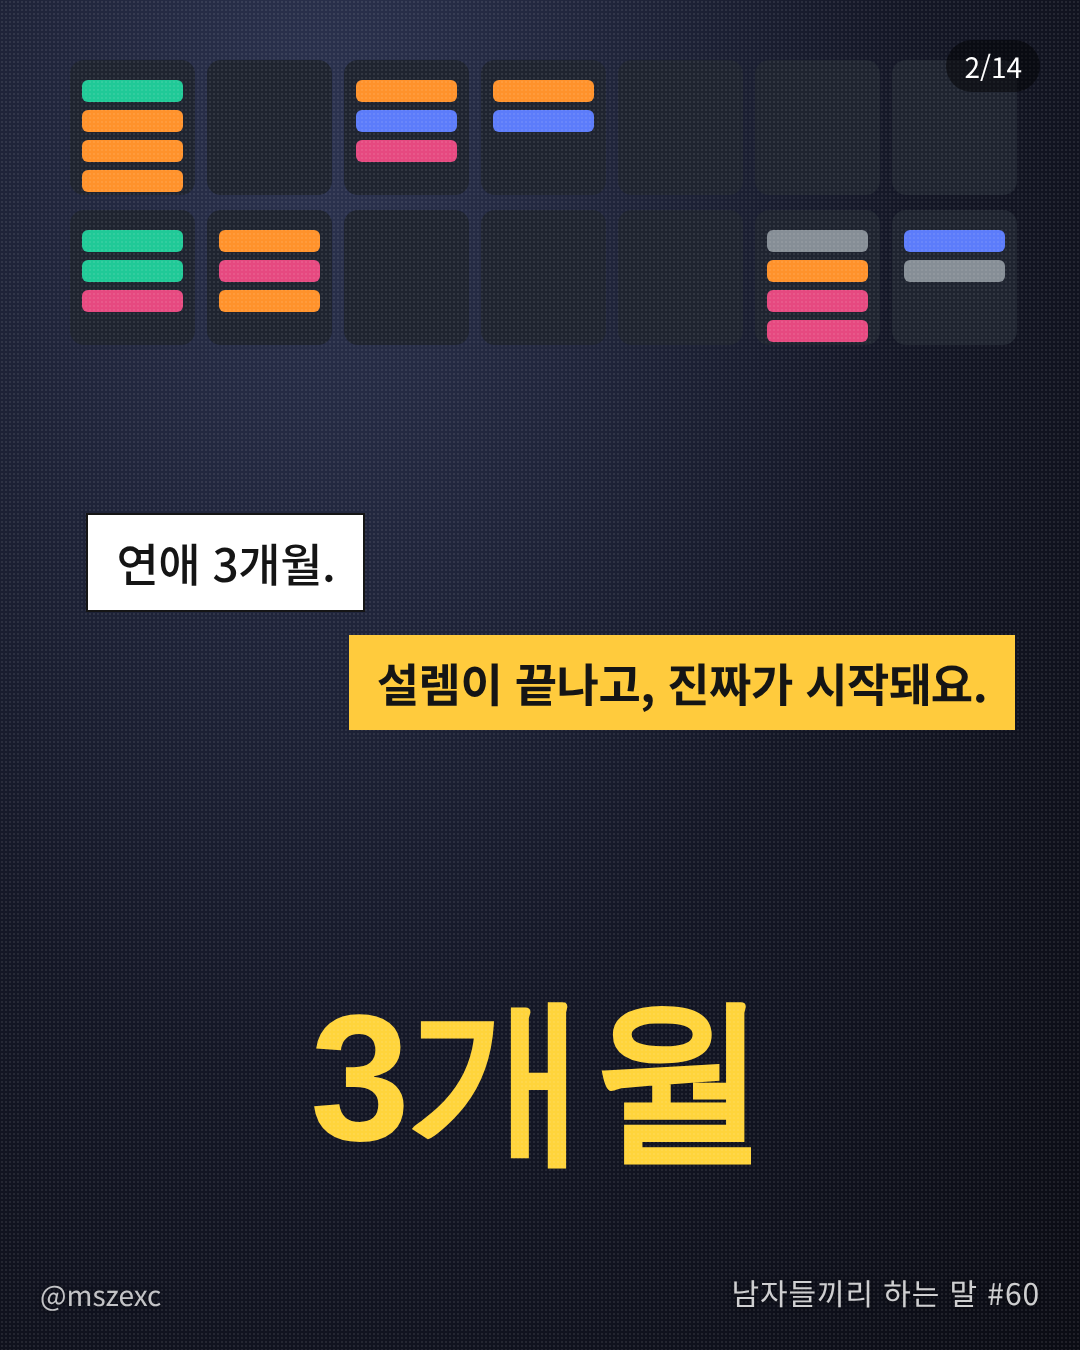 2/14
연애 3개월.
설렘이 끝나고, 진짜가 시작돼요.
3개월
@mszexc
남자들끼리 하는 말 #60